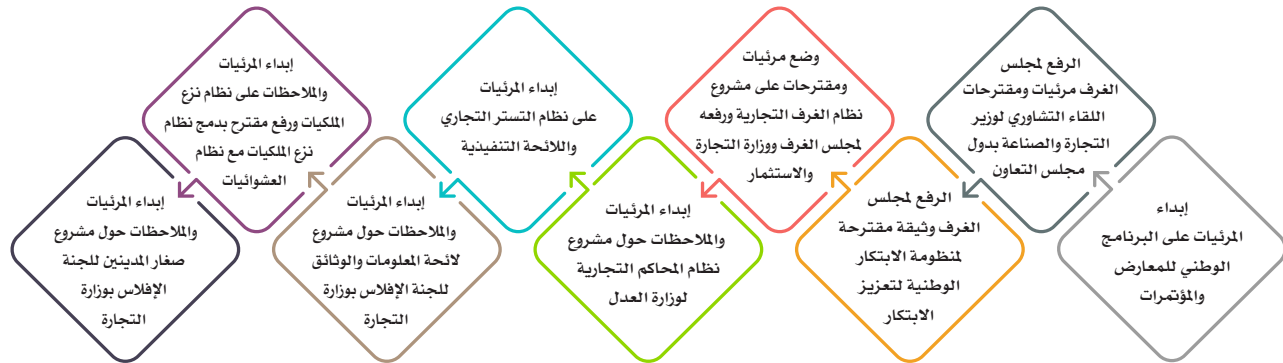 إبداء
المرئيات على البرنامج
الوطني للمعارض
والمؤتمرات
الرفع لمجلس
الغرف مرئيات ومقترحات
اللقاء التشاوري لوزير
التجارة والصناعة بدول
مجلس التعاون
الرفع لمجلس
الغرف وثيقة مقترحة
لمنظومة الابتكار
الوطنية لتعزيز
الابتكار
وضع مرئيات
ومقترحات على مشروع
نظام الغرف التجارية ورفعه
لمجلس الغرف ووزارة التجارة
والاستثمار
إبداء المرئيات
والملاحظات حول مشروع
نظام المحاكم التجارية
لوزارة العدل
إبداء المرئيات
على نظام التستر التجاري
واللائحة التنفيذية
إبداء المرئيات
والملاحظات حول مشروع
لائحة المعلومات والوثائق
للجنة الإفلاس بوزارة
التجارة
إبداء المرئيات
والملاحظات على نظام نزع
الملكيات ورفع مقترح بدمج نظام
نزع الملكيات مع نظام
العشوائيات
إبداء المرئيات
والملاحظات حول مشروع
صغار المدينين للجنة
الإفلاس بوزارة
التجارة